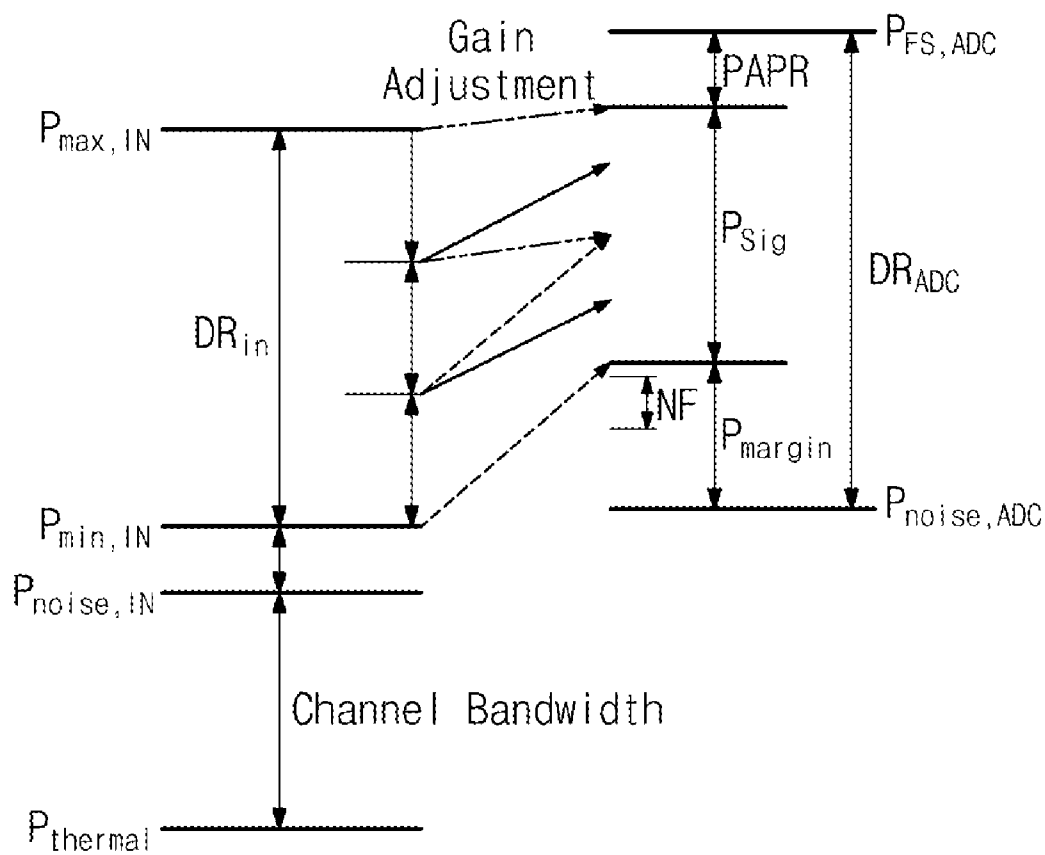 Gain
Adjustment
P_FS,ADC
PAPR
P_max,IN
P_Sig
DR_ADC
DR_in
NF
P_margin
P_min,IN
P_noise,ADC
P_noise,IN
Channel Bandwidth
P_thermal